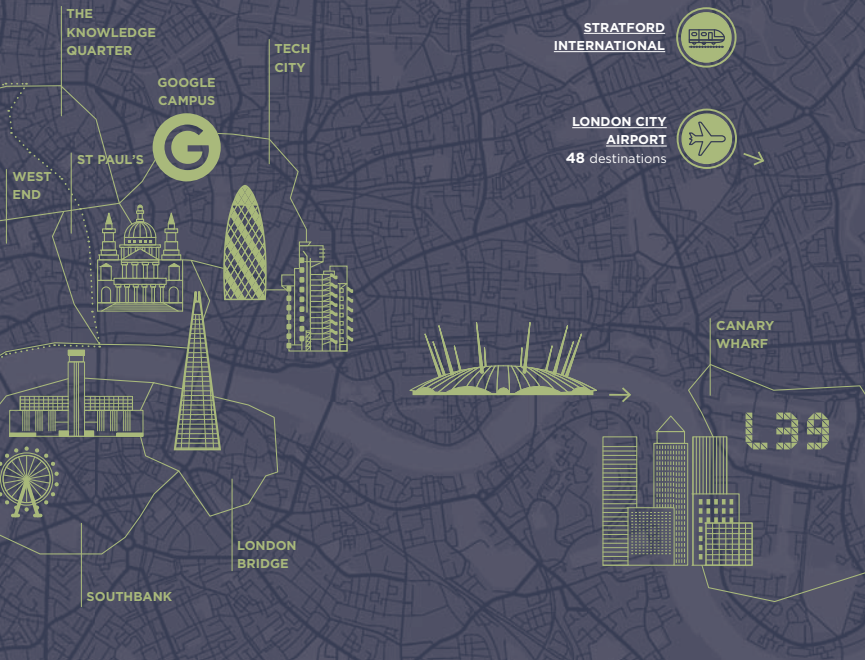 THE
KNOWLEDGE
QUARTER
TECH
CITY
STRATFORD
INTERNATIONAL
GOOGLE
CAMPUS
G
ST PAUL'S
WEST
END
LONDON CITY
AIRPORT
48 destinations
CANARY
WHARF
L39
LONDON
BRIDGE
SOUTHBANK